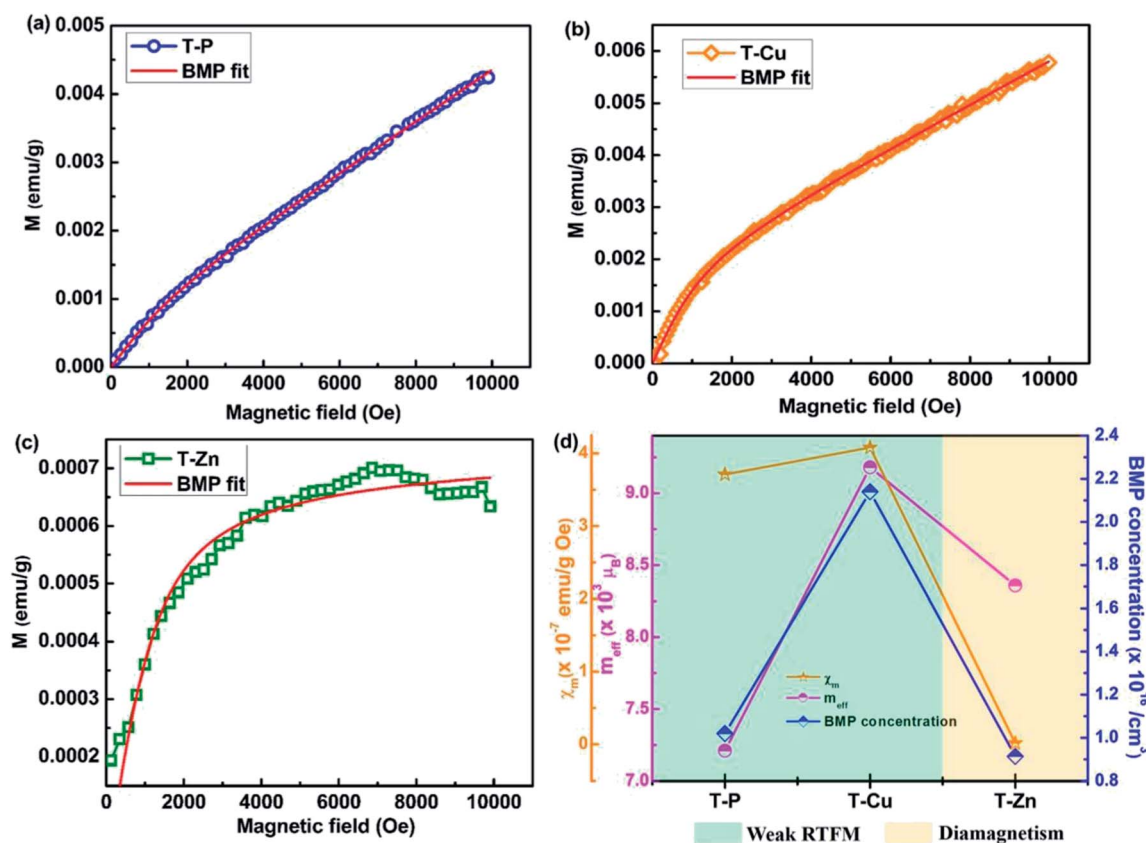 (a)
T-P
BMP fit
M (emu/g)
0.005
0.004
0.003
0.002
0.001
0.000
0 2000 4000 6000 8000 10000
Magnetic field (Oe)
(b)
T-Cu
BMP fit
M (emu/g)
0.006
0.005
0.004
0.003
0.002
0.001
0.000
0 2000 4000 6000 8000 10000
Magnetic field (Oe)
(c)
T-Zn
BMP fit
M (emu/g)
0.0007
0.0006
0.0005
0.0004
0.0003
0.0002
0 2000 4000 6000 8000 10000
Magnetic field (Oe)
(d)
χm(x 10-7 emu/g Oe)
4
3
2
1
0
meff (x 103 μB)
9.0
8.5
8.0
7.5
7.0
χm
meff
BMP concentration
BMP concentration (x 1016 /cm3)
2.4
2.2
2.0
1.8
1.6
1.4
1.2
1.0
0.8
T-P T-Cu T-Zn
Weak RTFM Diamagnetism